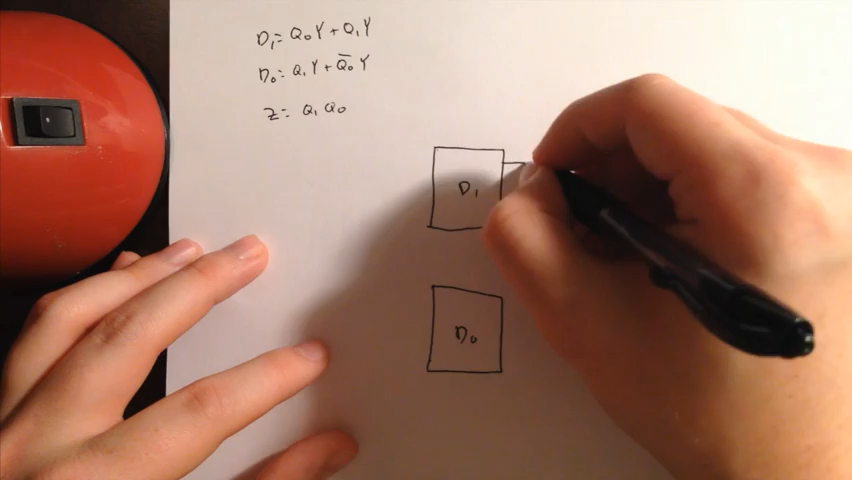 D₁= Q₀Y + Q₁Y
D₀= Q₁Y + Q̅₀Y
Z= Q₁Q₀
D₁
D₀